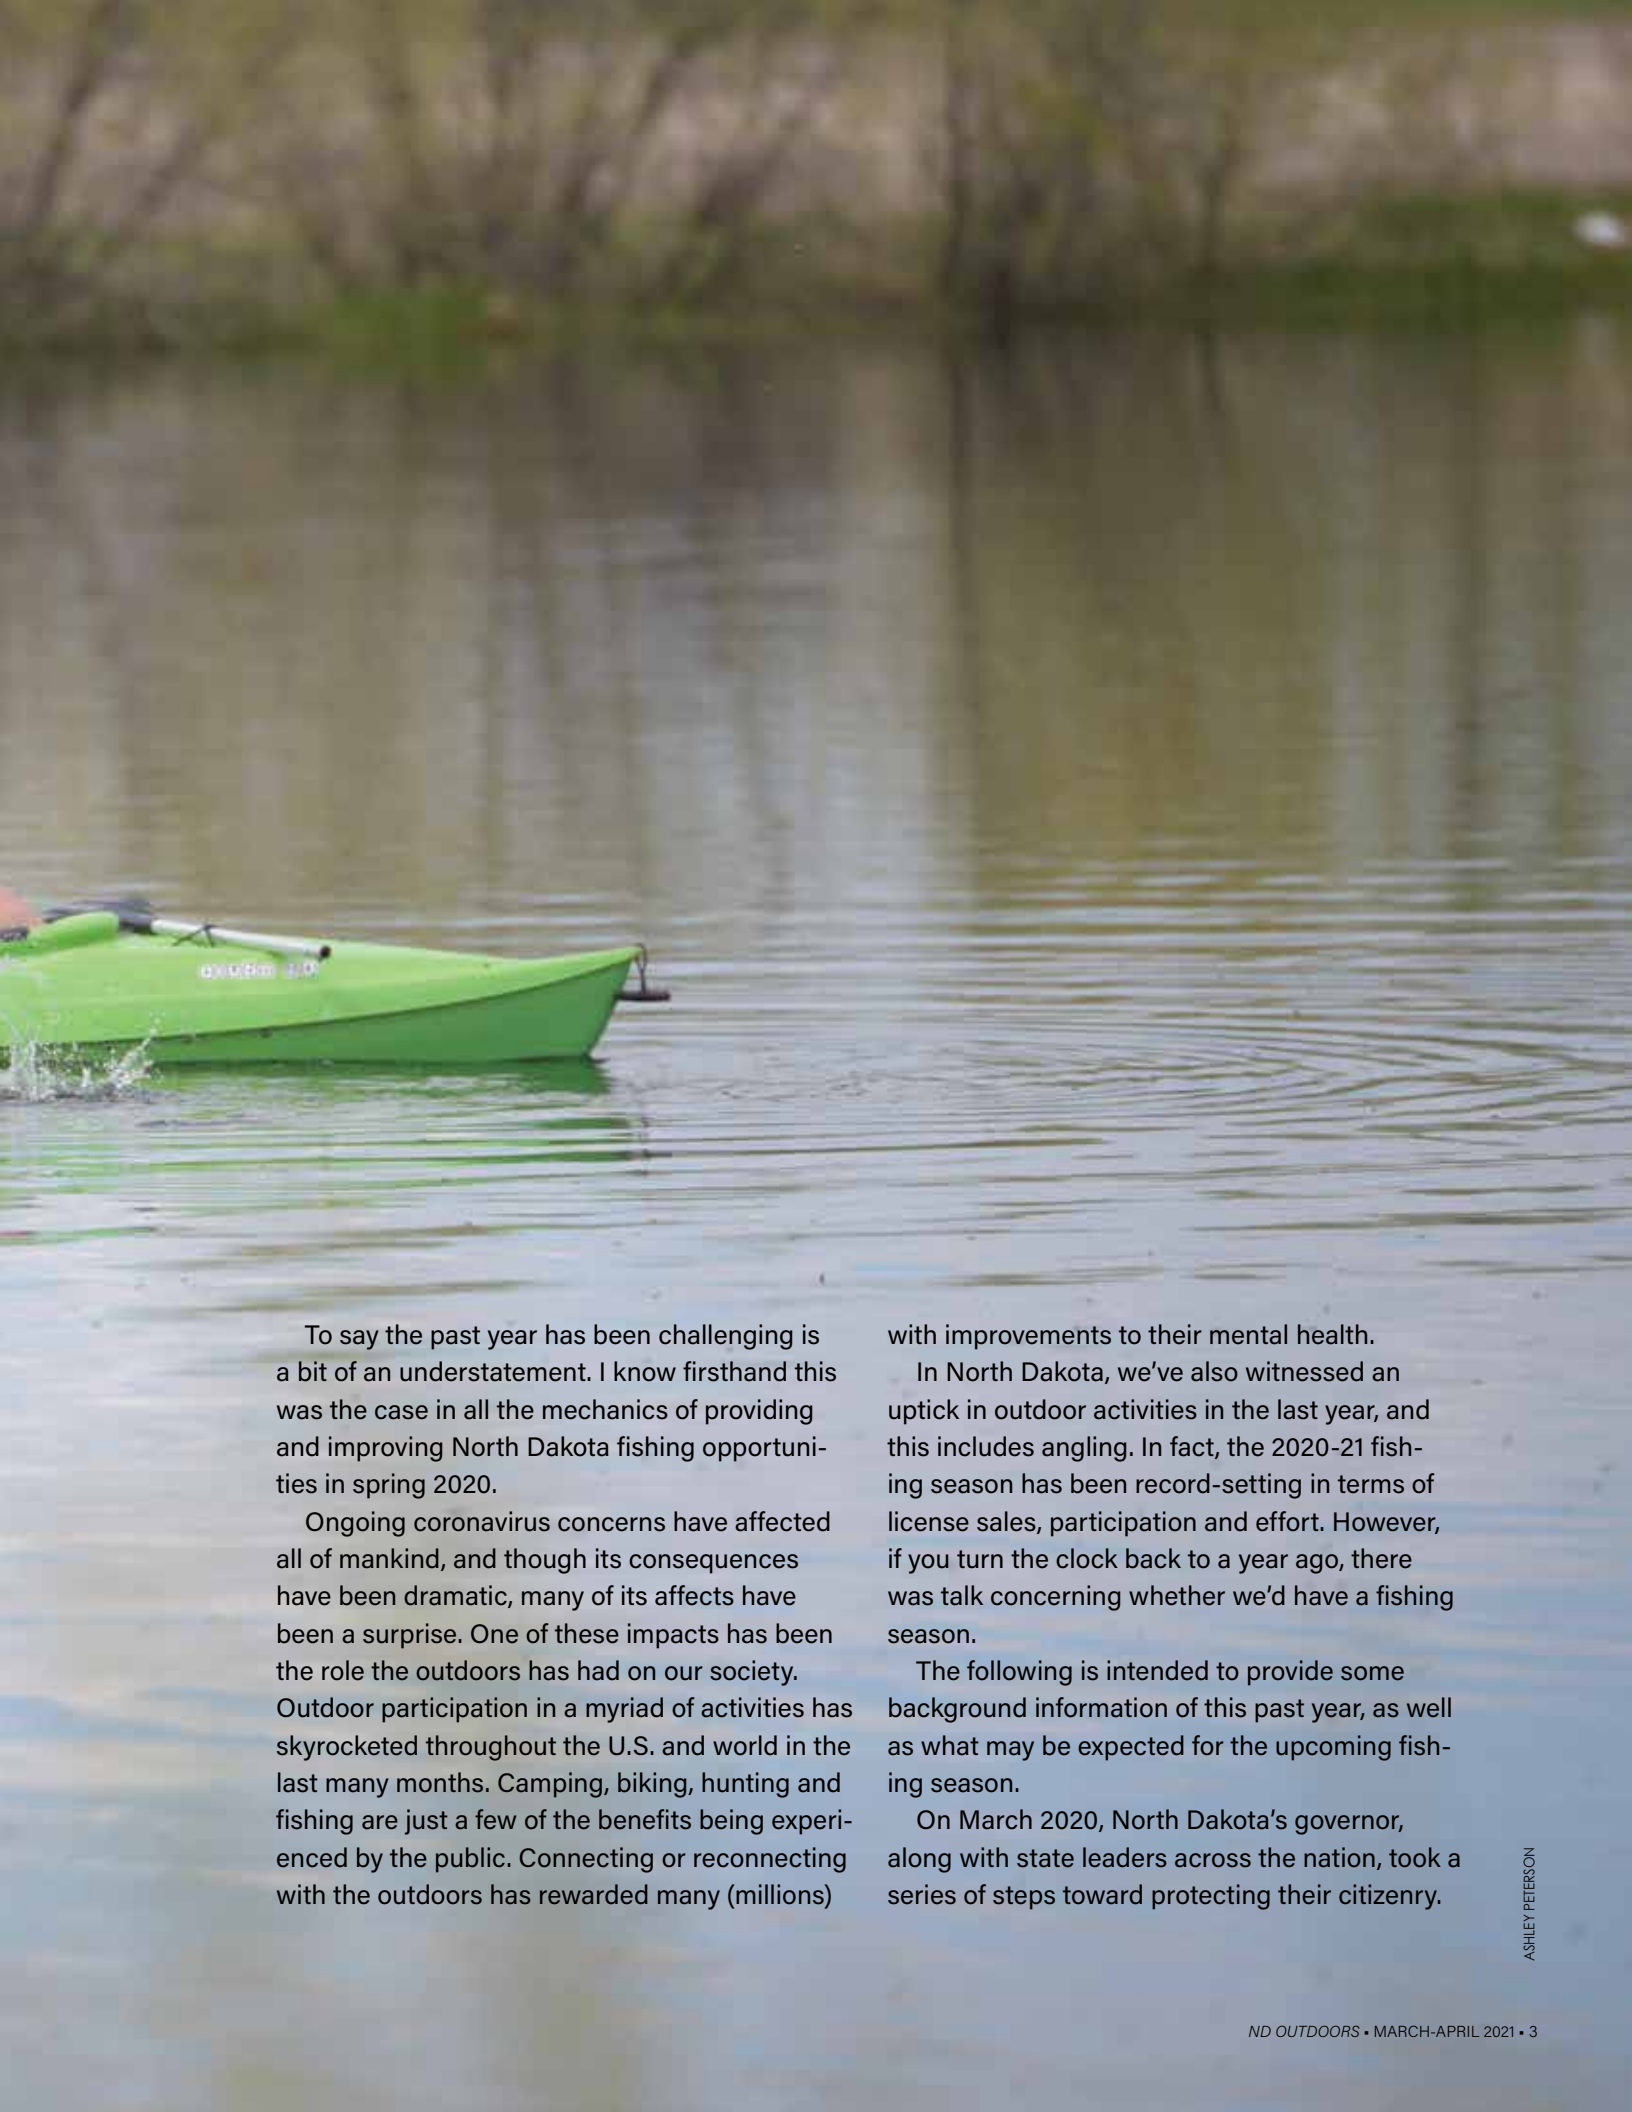 To say the past year has been challenging is
a bit of an understatement. I know firsthand this
was the case in all the mechanics of providing
and improving North Dakota fishing opportuni-
ties in spring 2020.
Ongoing coronavirus concerns have affected
all of mankind, and though its consequences
have been dramatic, many of its affects have
been a surprise. One of these impacts has been
the role the outdoors has had on our society.
Outdoor participation in a myriad of activities has
skyrocketed throughout the U.S. and world in the
last many months. Camping, biking, hunting and
fishing are just a few of the benefits being experi-
enced by the public. Connecting or reconnecting
with the outdoors has rewarded many (millions)
with improvements to their mental health.
In North Dakota, we've also witnessed an
uptick in outdoor activities in the last year, and
this includes angling. In fact, the 2020-21 fish-
ing season has been record-setting in terms of
license sales, participation and effort. However,
if you turn the clock back to a year ago, there
was talk concerning whether we'd have a fishing
season.
The following is intended to provide some
background information of this past year, as well
as what may be expected for the upcoming fish-
ing season.
On March 2020, North Dakota's governor,
along with state leaders across the nation, took a
series of steps toward protecting their citizenry.
ASHLEY PETERSON
ND OUTDOORS ▪ MARCH-APRIL 2021 ▪ 3